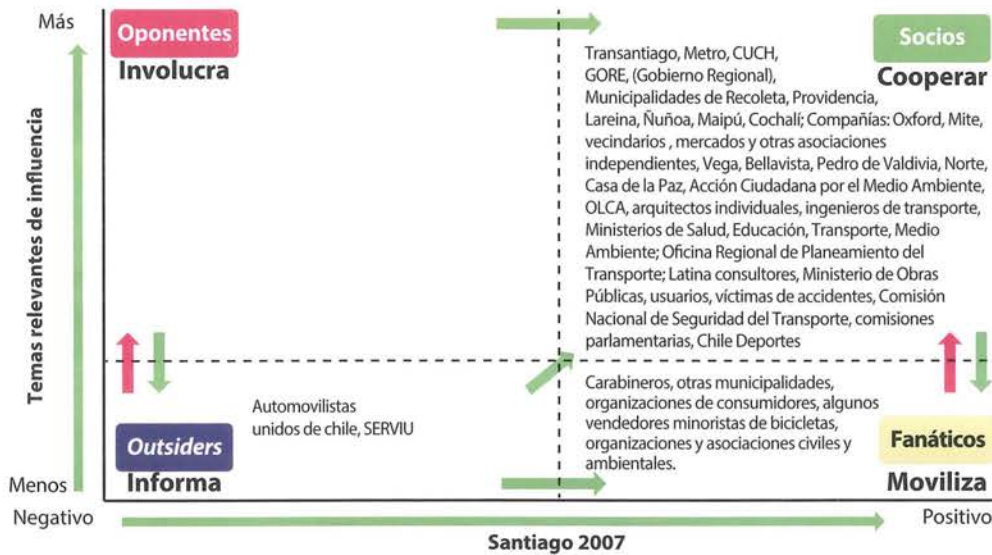 Más
Oponentes
Involucra
Socios
Cooperar
Transantiago, Metro, CUCH,
GORE, (Gobierno Regional),
Municipalidades de Recoleta, Providencia,
Lareina, Ñuñoa, Maipú, Cochalí; Compañías: Oxford, Mite,
vecindarios , mercados y otras asociaciones
independientes, Vega, Bellavista, Pedro de Valdivia, Norte,
Casa de la Paz, Acción Ciudadana por el Medio Ambiente,
OLCA, arquitectos individuales, ingenieros de transporte,
Ministerios de Salud, Educación, Transporte, Medio
Ambiente; Oficina Regional de Planeamiento del
Transporte; Latina consultores, Ministerio de Obras
Públicas, usuarios, víctimas de accidentes, Comisión
Nacional de Seguridad del Transporte, comisiones
parlamentarias, Chile Deportes
Temas relevantes de influencia
Automovilistas
unidos de chile, SERVIU
Outsiders
Informa
Carabineros, otras municipalidades,
organizaciones de consumidores, algunos
vendedores minoristas de bicicletas,
organizaciones y asociaciones civiles y
ambientales.
Fanáticos
Moviliza
Menos
Negativo
Positivo
Santiago 2007